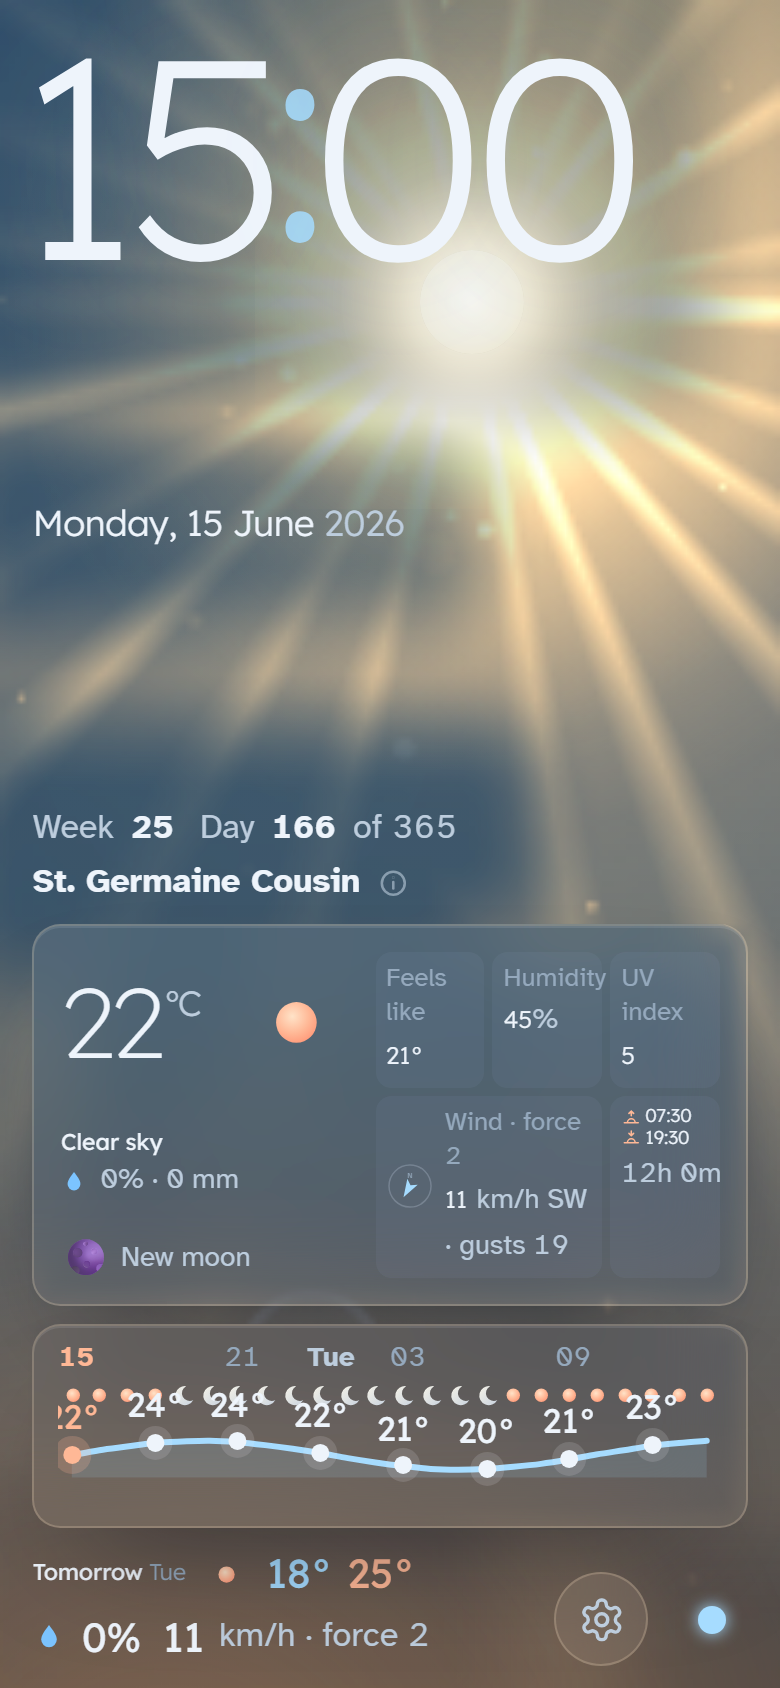 15:00
Monday, 15 June 2026
Week 25 Day 166 of 365
St. Germaine Cousin
22°C
Clear sky
0% · 0 mm
New moon
Feels like
21°
Humidity
45%
UV index
5
N
Wind · force 2
11 km/h SW
· gusts 19
07:30
19:30
12h 0m
15 21 Tue 03 09
22° 24° 24° 22° 21° 20° 21° 23°
Tomorrow Tue 18° 25°
0% 11 km/h · force 2